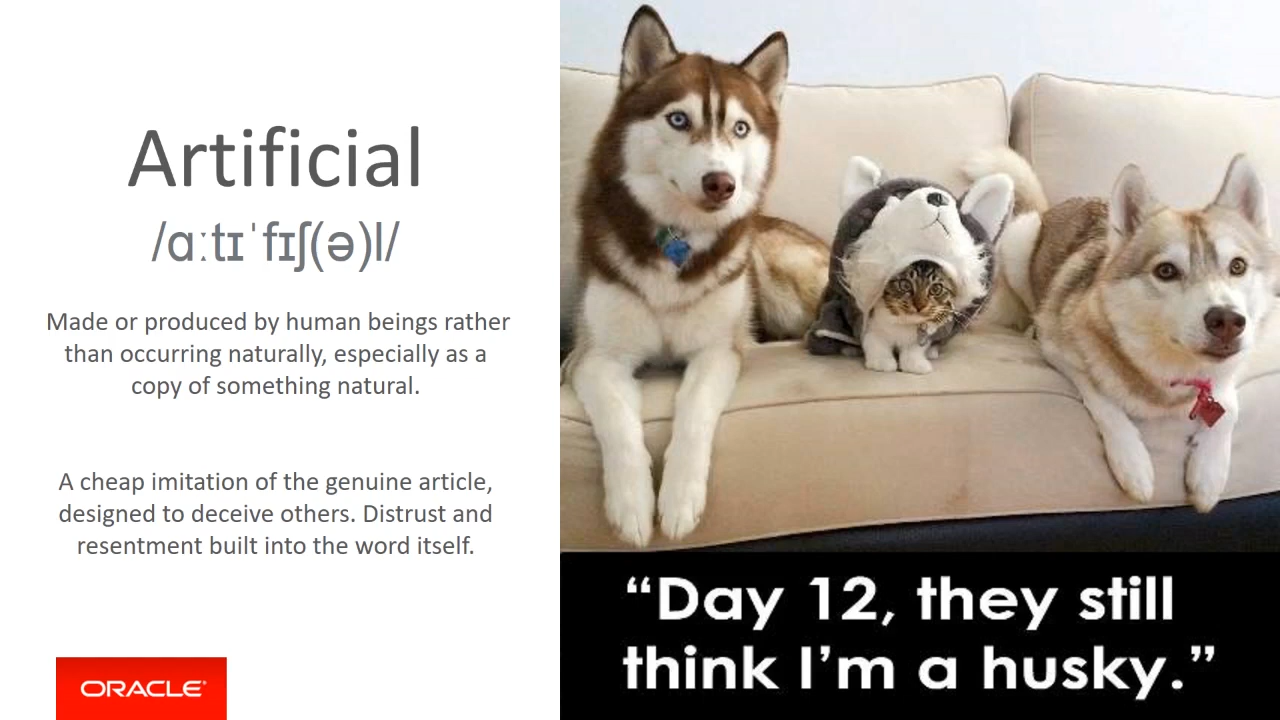 Artificial
/ɑːtɪˈfɪʃ(ə)l/
Made or produced by human beings rather
than occurring naturally, especially as a
copy of something natural.
A cheap imitation of the genuine article,
designed to deceive others. Distrust and
resentment built into the word itself.
ORACLE®
“Day 12, they still
think I’m a husky.”